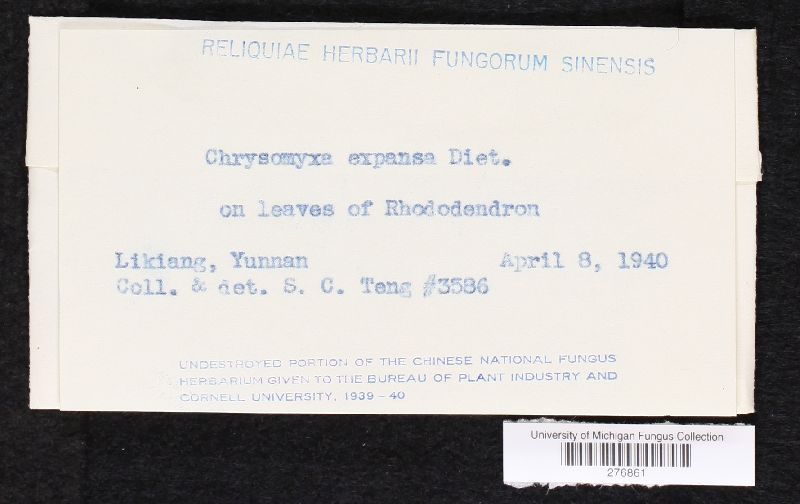 RELIQUIAE HERBARII FUNGORUM SINENSIS
Chrysomyxa expansa Diet.
on leaves of Rhododendron
Likiang, Yunnan April 8, 1940
Coll. & det. S. C. Teng #3586
UNDESTROYED PORTION OF THE CHINESE NATIONAL FUNGUS
HERBARIUM GIVEN TO THE BUREAU OF PLANT INDUSTRY AND
CORNELL UNIVERSITY, 1939-40
University of Michigan Fungus Collection
276861